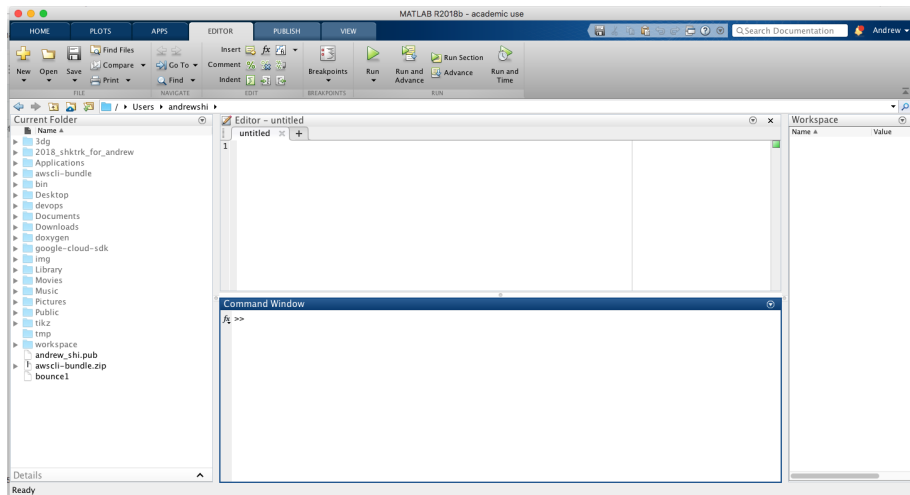 MATLAB R2018b - academic use
HOME PLOTS APPS EDITOR PUBLISH VIEW
Search Documentation Andrew
New Open Save Find Files Compare Print
Go To Find
Insert fx
Comment
Indent
Breakpoints
Run Run and Advance Run Section Advance Run and Time
FILE NAVIGATE EDIT BREAKPOINTS RUN
/ Users andrewshi
Current Folder
Name
3dg
2018_shktrk_for_andrew
Applications
awscli-bundle
bin
Desktop
devops
Documents
Downloads
doxygen
google-cloud-sdk
img
Library
Movies
Music
Pictures
Public
tikz
tmp
workspace
andrew_shi.pub
awscli-bundle.zip
bounce1
Details
Ready
Editor - untitled
untitled
1
Command Window
fx >>
Workspace
Name Value